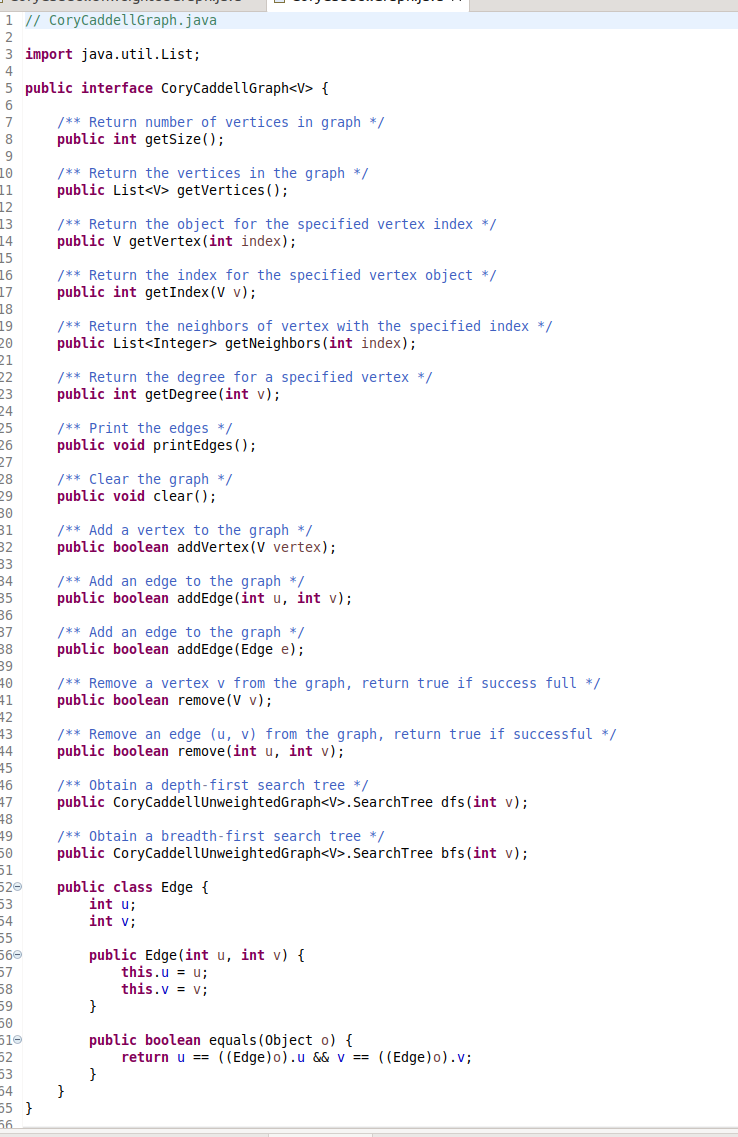 1 // CoryCaddellGraph.java
2
3 import java.util.List;
4
5 public interface CoryCaddellGraph<V> {
6
7     /** Return number of vertices in graph */
8     public int getSize();
9
10     /** Return the vertices in the graph */
11     public List<V> getVertices();
12
13     /** Return the object for the specified vertex index */
14     public V getVertex(int index);
15
16     /** Return the index for the specified vertex object */
17     public int getIndex(V v);
18
19     /** Return the neighbors of vertex with the specified index */
20     public List<Integer> getNeighbors(int index);
21
22     /** Return the degree for a specified vertex */
23     public int getDegree(int v);
24
25     /** Print the edges */
26     public void printEdges();
27
28     /** Clear the graph */
29     public void clear();
30
31     /** Add a vertex to the graph */
32     public boolean addVertex(V vertex);
33
34     /** Add an edge to the graph */
35     public boolean addEdge(int u, int v);
36
37     /** Add an edge to the graph */
38     public boolean addEdge(Edge e);
39
40     /** Remove a vertex v from the graph, return true if success full */
41     public boolean remove(V v);
42
43     /** Remove an edge (u, v) from the graph, return true if successful */
44     public boolean remove(int u, int v);
45
46     /** Obtain a depth-first search tree */
47     public CoryCaddellUnweightedGraph<V>.SearchTree dfs(int v);
48
49     /** Obtain a breadth-first search tree */
50     public CoryCaddellUnweightedGraph<V>.SearchTree bfs(int v);
51
52     public class Edge {
53         int u;
54         int v;
55
56         public Edge(int u, int v) {
57             this.u = u;
58             this.v = v;
59         }
60
61         public boolean equals(Object o) {
62             return u == ((Edge)o).u && v == ((Edge)o).v;
63         }
64     }
65 }
66